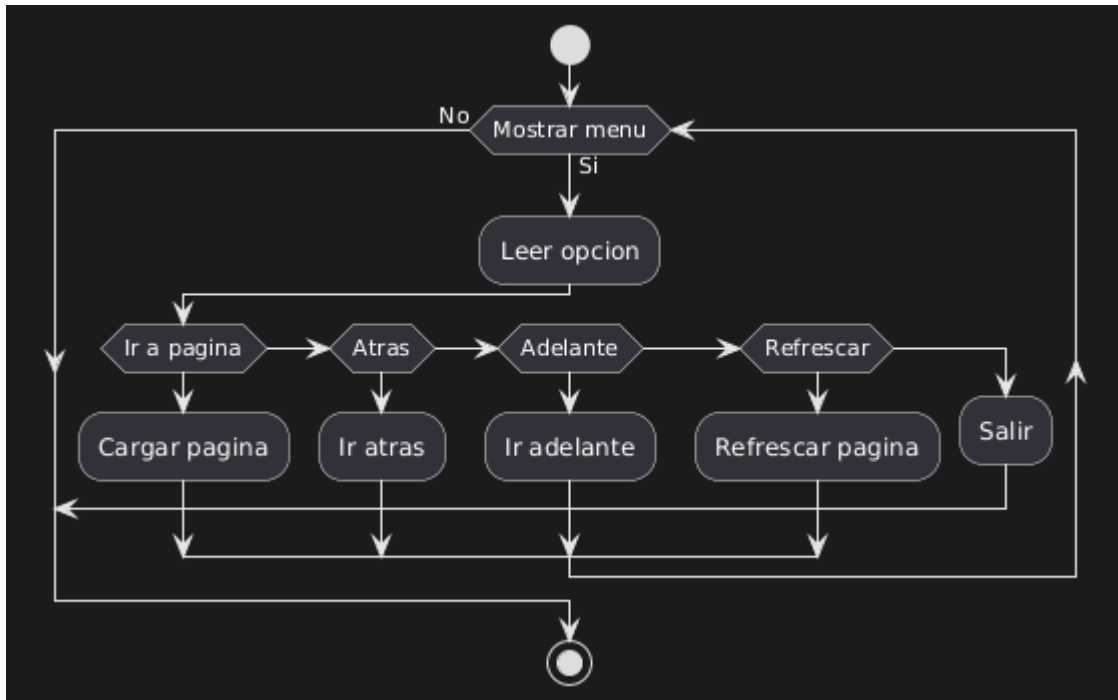 No
Mostrar menu
Si
Leer opcion
Ir a pagina
Atras
Adelante
Refrescar
Cargar pagina
Ir atras
Ir adelante
Refrescar pagina
Salir